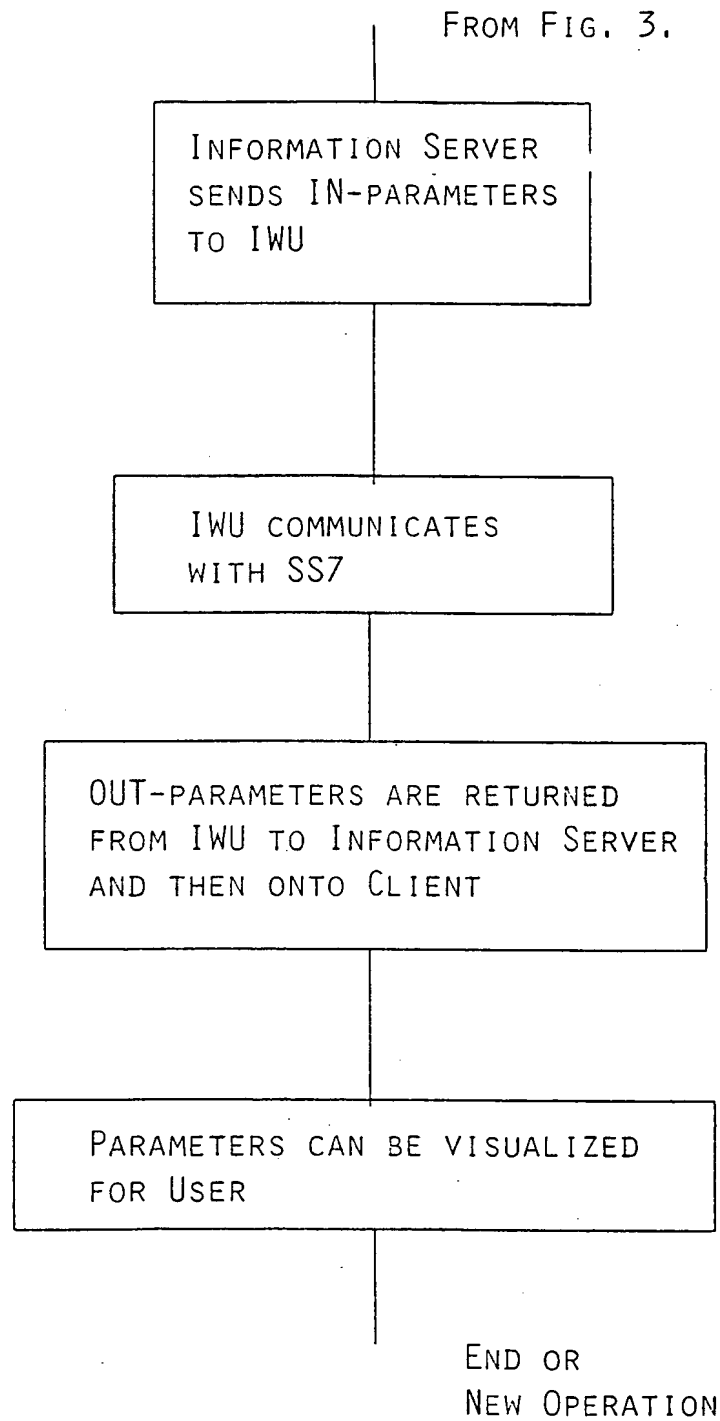 FROM FIG. 3.
INFORMATION SERVER
SENDS IN-PARAMETERS
TO IWU
IWU COMMUNICATES
WITH SS7
OUT-PARAMETERS ARE RETURNED
FROM IWU TO INFORMATION SERVER
AND THEN ONTO CLIENT
PARAMETERS CAN BE VISUALIZED
FOR USER
END OR
NEW OPERATION